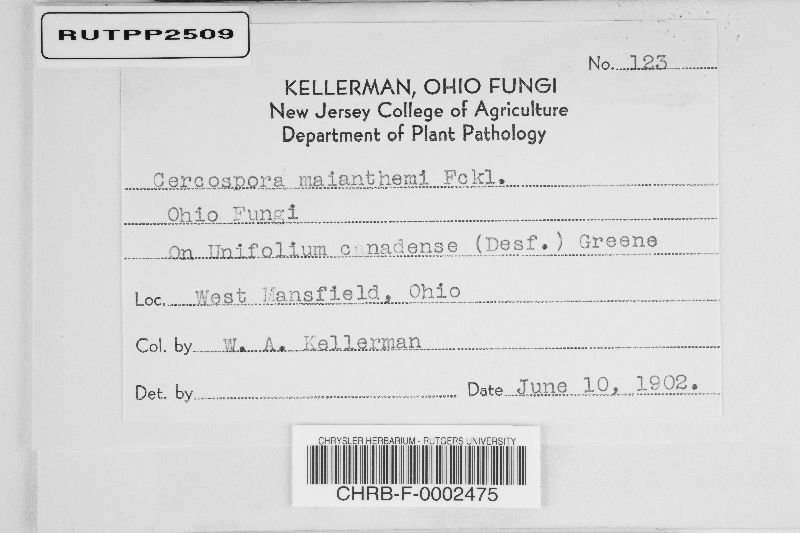 RUTPP2509
No. 123
KELLERMAN, OHIO FUNGI
New Jersey College of Agriculture
Department of Plant Pathology
Cercospora maianthemi Fckl.
Ohio Fungi
On Unifolium canadense (Desf.) Greene
Loc. West Mansfield, Ohio
Col. by W. A. Kellerman
Det. by Date June 10, 1902.
CHRYSLER HERBARIUM - RUTGERS UNIVERSITY
CHRB-F-0002475